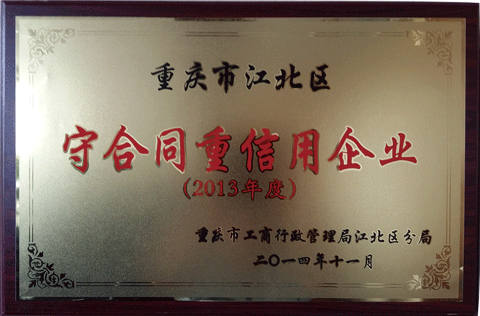 重庆市江北区
守合同重信用企业
(2013年度)
重庆市工商行政管理局江北区分局
二〇一四年十一月